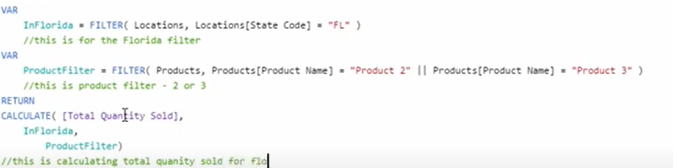 VAR
InFlorida = FILTER( Locations, Locations[State Code] = "FL" )
//this is for the Florida filter
VAR
ProductFilter = FILTER( Products, Products[Product Name] = "Product 2" || Products[Product Name] = "Product 3" )
//this is product filter - 2 or 3
RETURN
CALCULATE( [Total Quantity Sold],
InFlorida,
ProductFilter)
//this is calculating total quanity sold for flo